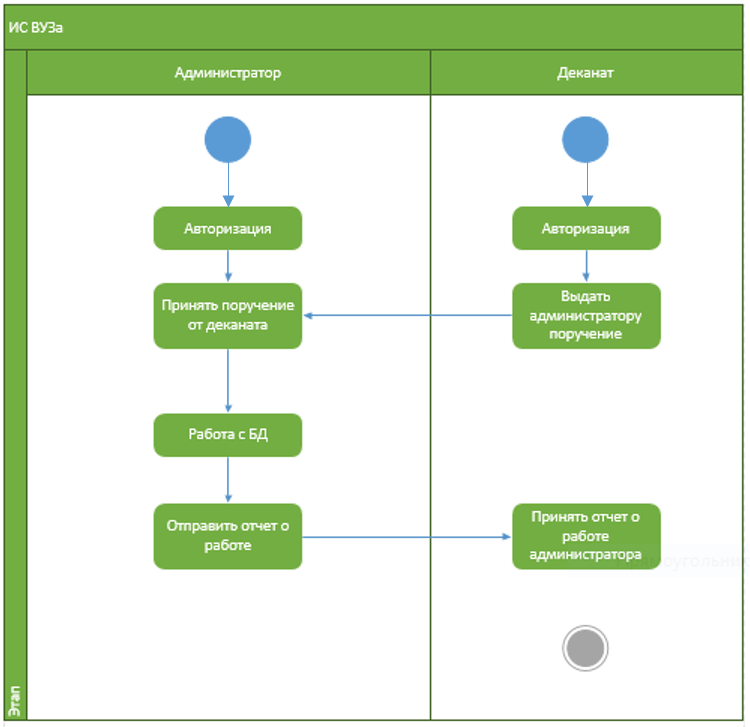 ИС ВУЗа
Администратор
Деканат
Авторизация
Авторизация
Принять поручение
от деканата
Выдать
администратору
поручение
Работа с БД
Отправить отчет о
работе
Принять отчет о
работе
администратора
Прямоугольник
Этап